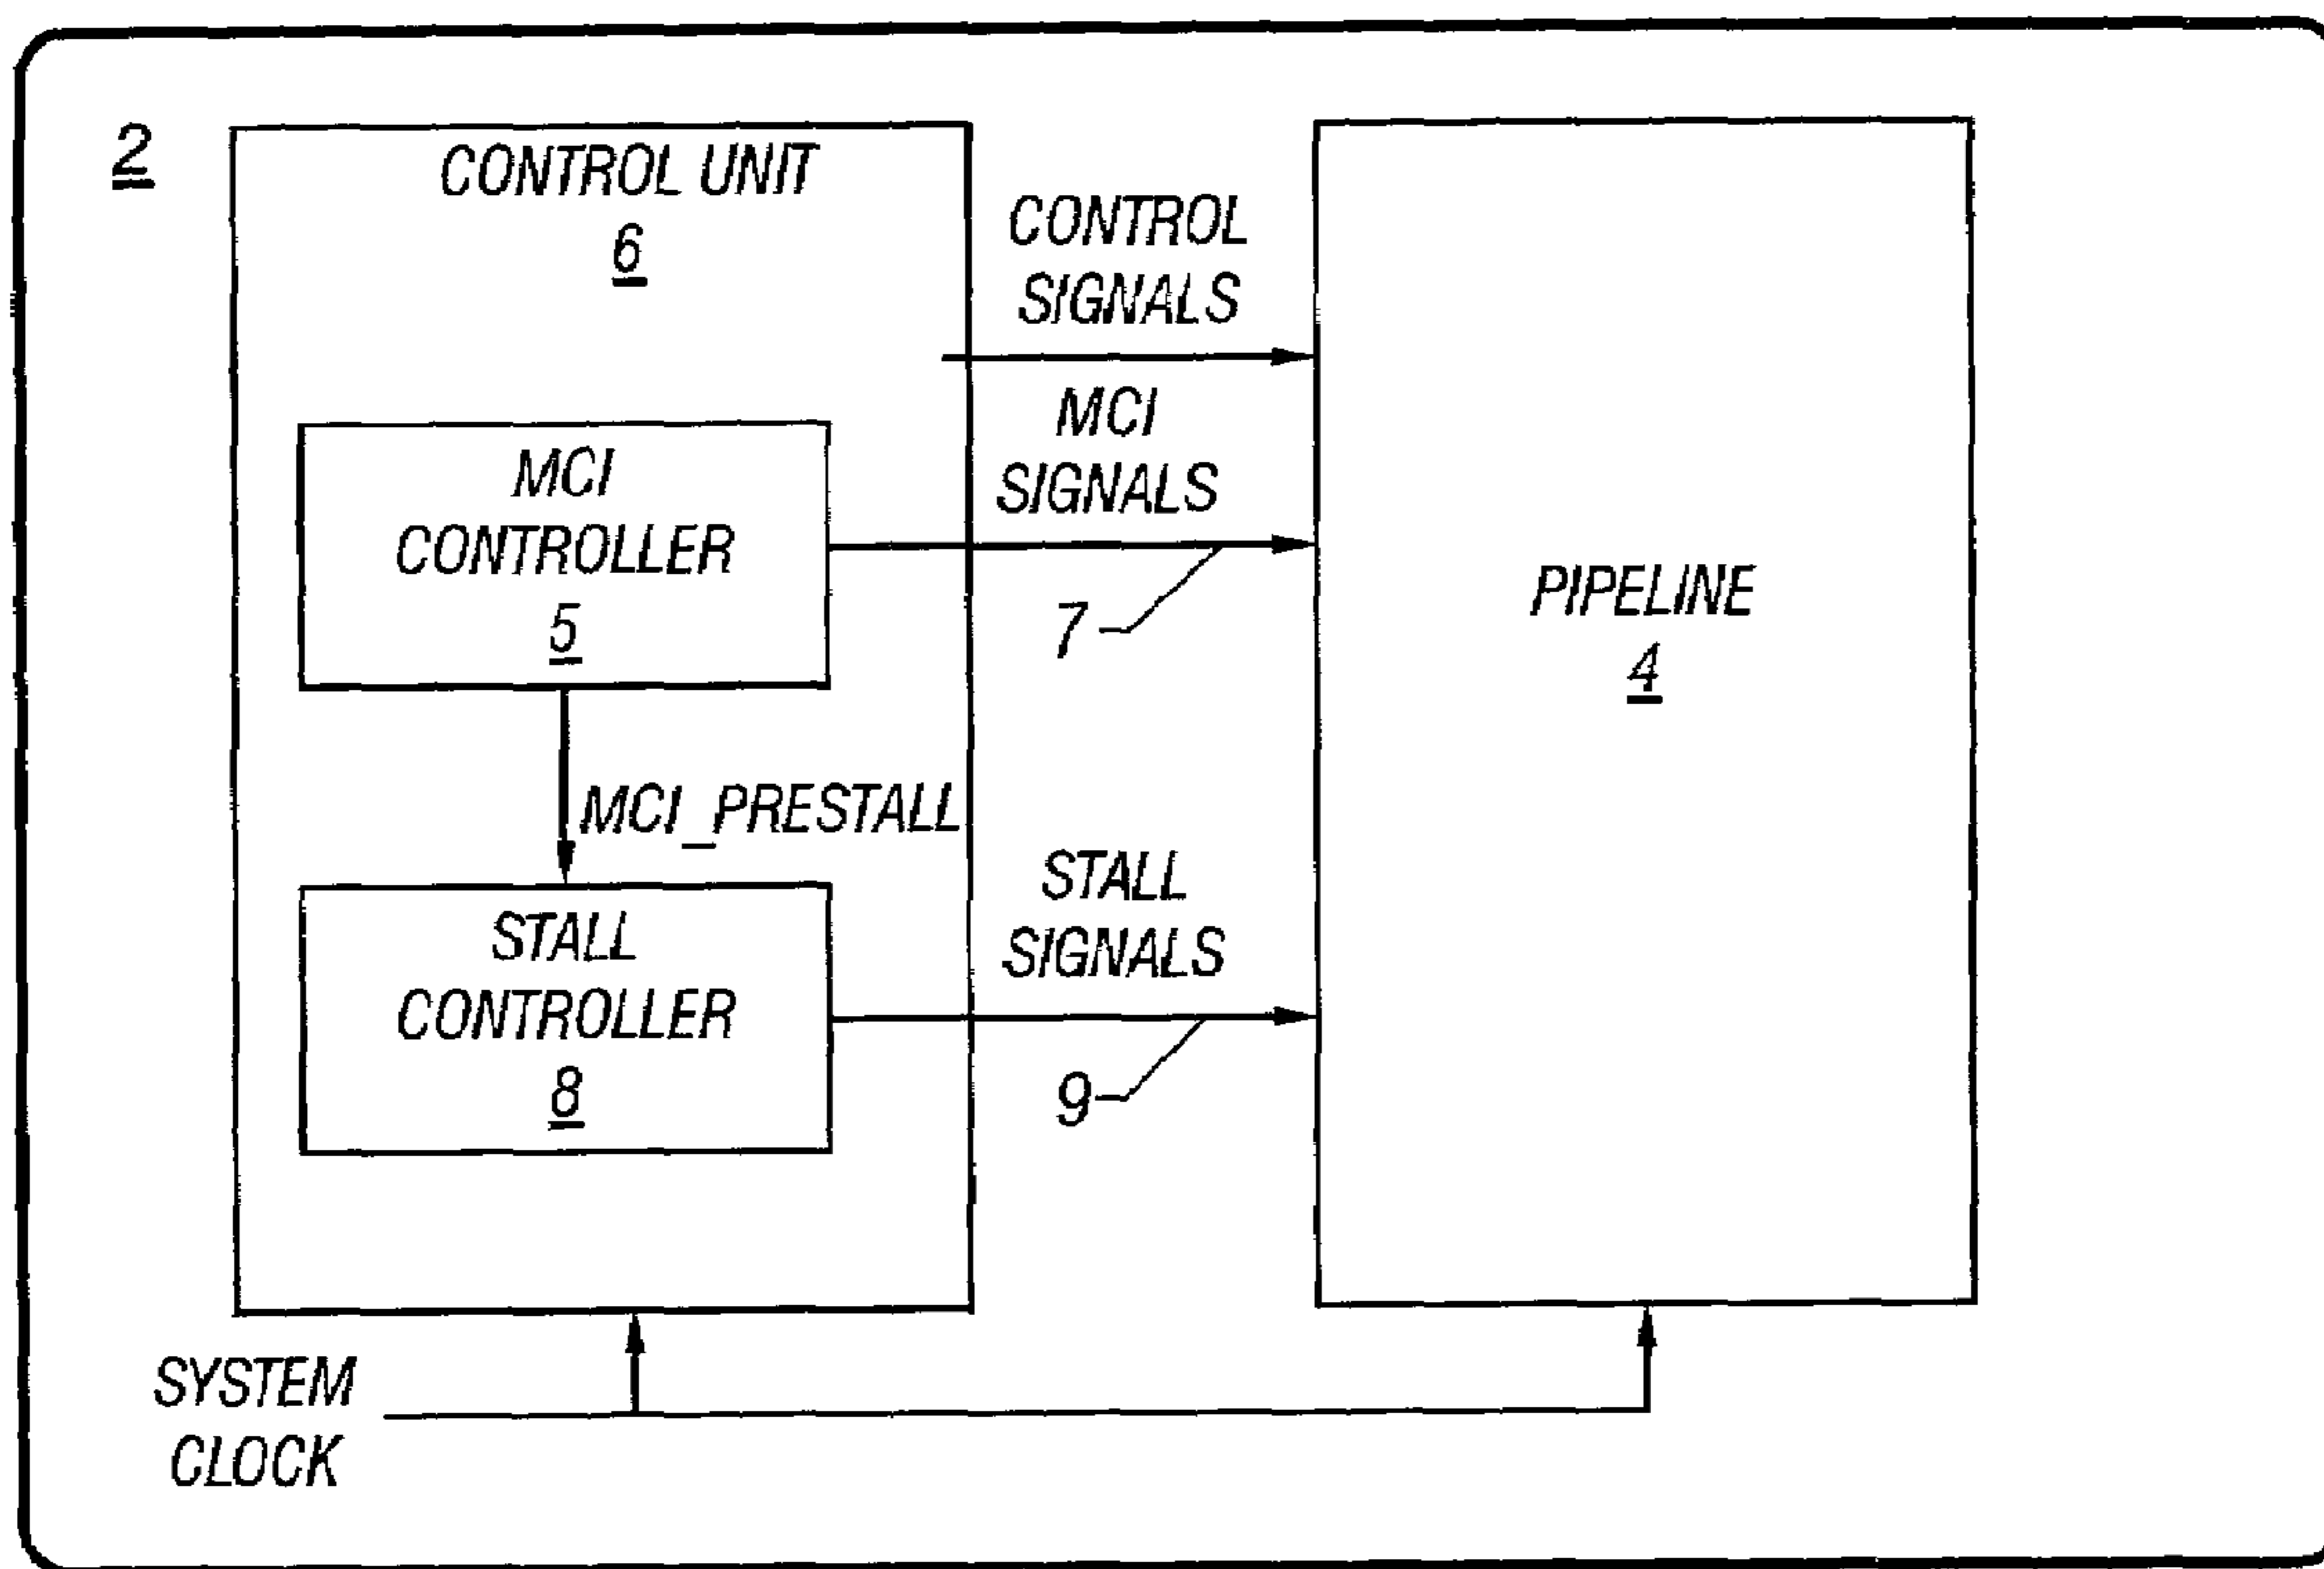 2
CONTROL UNIT
6
CONTROL
SIGNALS
MCI
SIGNALS
MCI
CONTROLLER
5
7
PIPELINE
4
MCI_PRESTALL
STALL
SIGNALS
STALL
CONTROLLER
8
9
SYSTEM
CLOCK